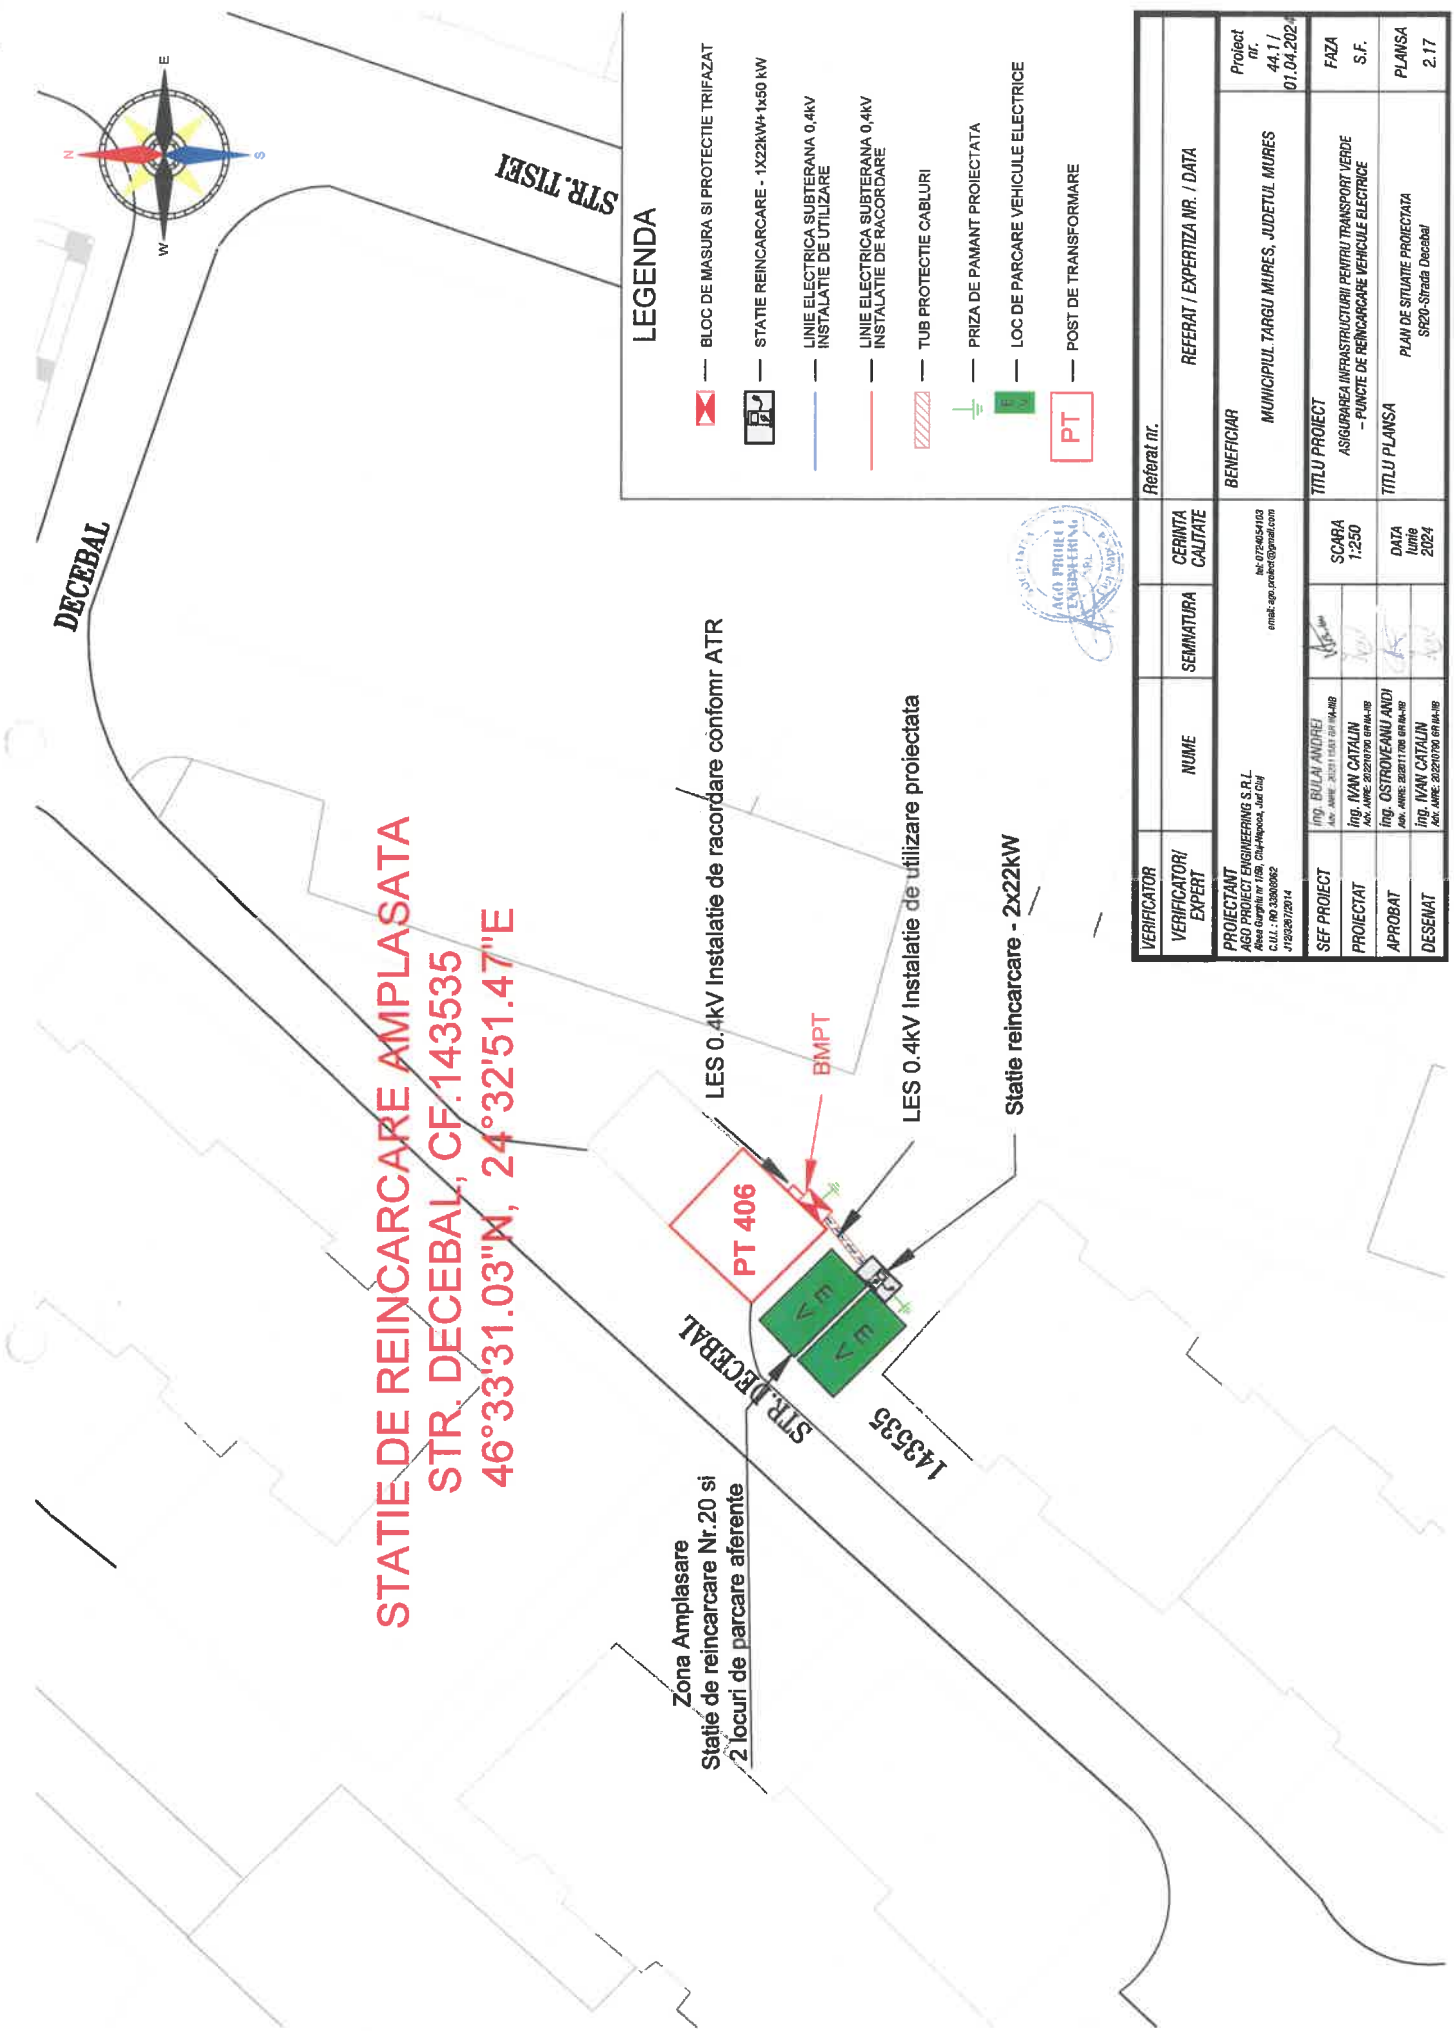 N
E
S
W
DECEBAL
STR.TISEI
STATIE DE REINCARCARE AMPLASATA
STR. DECEBAL, CF:143535
46°33'31.03"N, 24°32'51.47"E
LES 0.4kV Instalatie de racordare confomr ATR
BMPT
LES 0.4kV Instalatie de utilizare proiectata
Statie reincarcare - 2x22kW
PT 406
E V
E V
STR.DECEBAL
143535
Zona Amplasare
Statie de reincarcare Nr.20 si
2 locuri de parcare aferente
LEGENDA
BLOC DE MASURA SI PROTECTIE TRIFAZAT
STATIE REINCARCARE - 1X22kW+1x50 kW
LINIE ELECTRICA SUBTERANA 0,4kV
INSTALATIE DE UTILIZARE
LINIE ELECTRICA SUBTERANA 0,4kV
INSTALATIE DE RACORDARE
TUB PROTECTIE CABLURI
PRIZA DE PAMANT PROIECTATA
E V
LOC DE PARCARE VEHICULE ELECTRICE
PT
POST DE TRANSFORMARE
AGO PROIECT
ENGINEERING
VERIFICATOR
Referat nr.
VERIFICATOR/
EXPERT
NUME
SEMNATURA
CERINTA
CALITATE
REFERAT / EXPERTIZA NR. / DATA
PROIECTANT
AGO PROIECT ENGINEERING S.R.L.
tel: 0724054103
BENEFICIAR
MUNICIPIUL TARGU MURES, JUDETUL MURES
Proiect
nr.
44.1 /
01.04.2024
SEF PROIECT
ing. BULAI ANDREI
SCARA
1:250
TITLU PROIECT
ASIGURAREA INFRASTRUCTURII PENTRU TRANSPORT VERDE
– PUNCTE DE REÎNCARCARE VEHICULE ELECTRICE
FAZA
S.F.
PROIECTAT
ing. IVAN CATALIN
APROBAT
ing. OSTROVEANU ANDI
DATA
Iunie
2024
TITLU PLANSA
PLAN DE SITUATIE PROIECTATA
SR20-Strada Decebal
PLANSA
2.17
DESENAT
ing. IVAN CATALIN